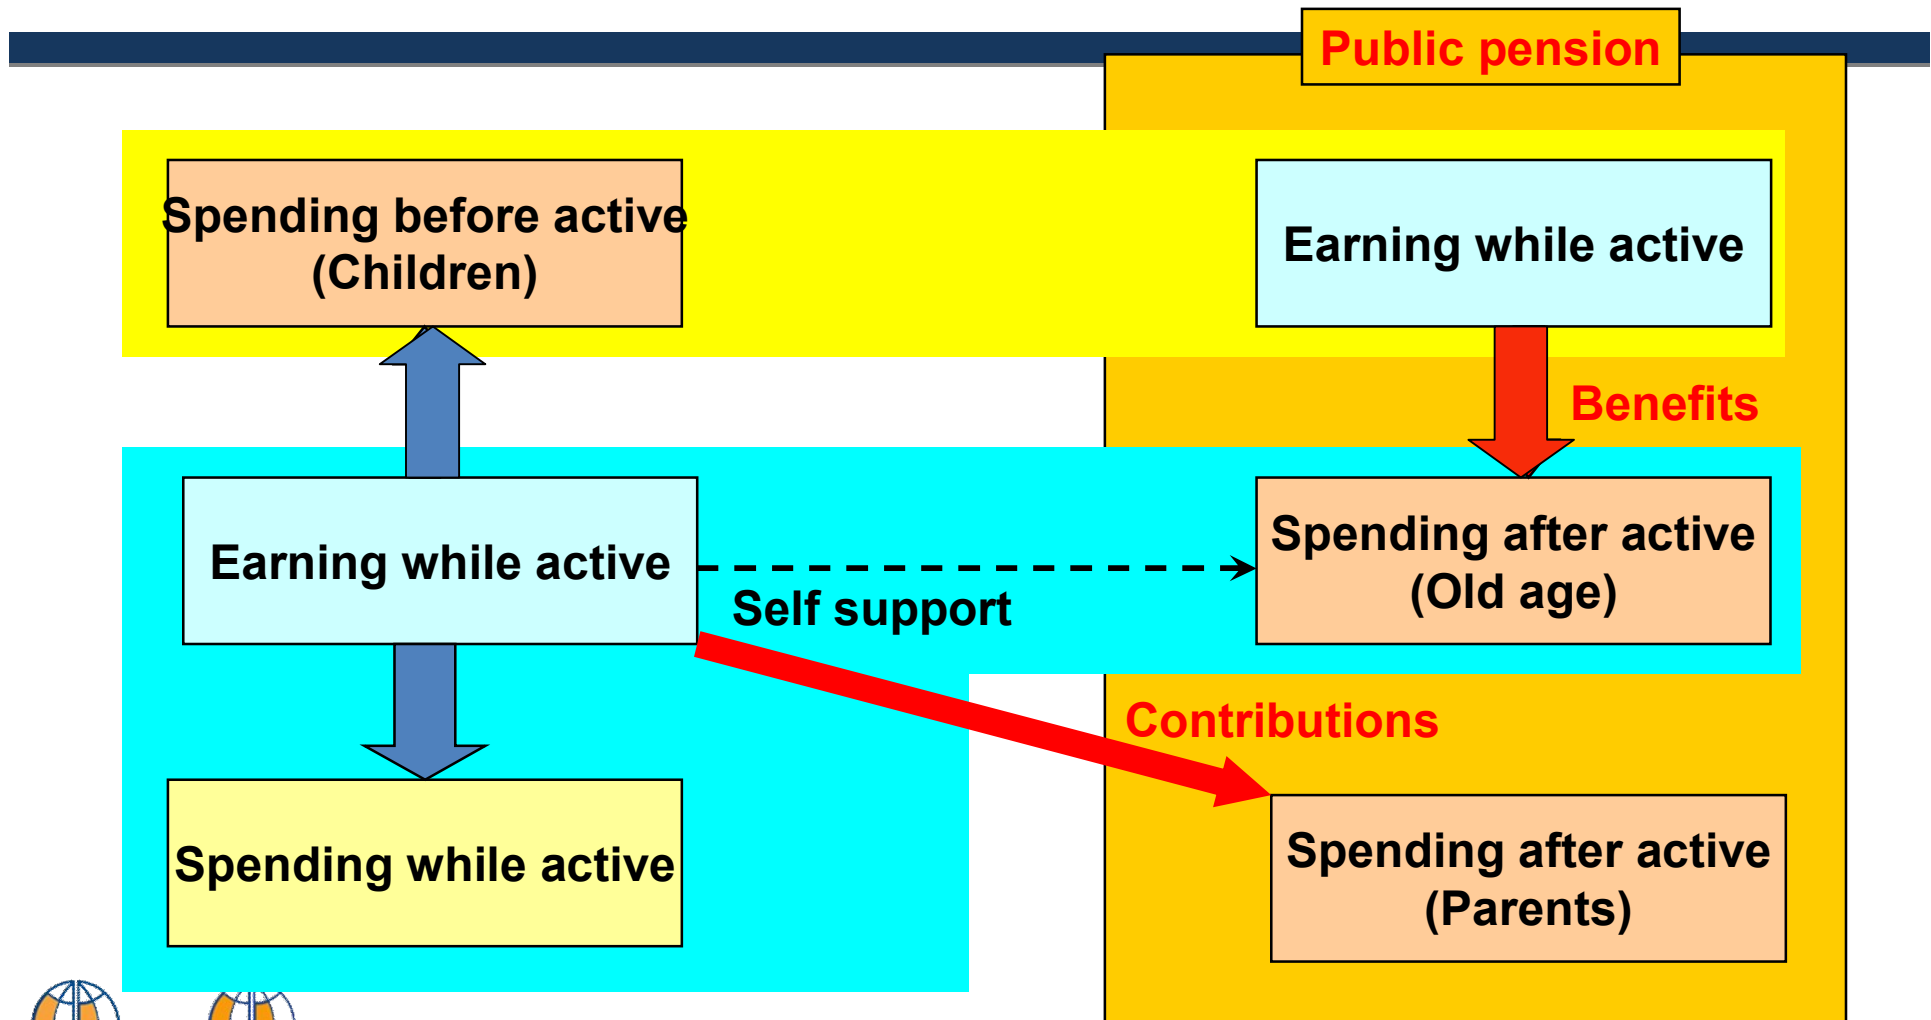 Public pension
Spending before active
(Children)
Earning while active
Benefits
Earning while active
Self support
Spending after active
(Old age)
Contributions
Spending while active
Spending after active
(Parents)